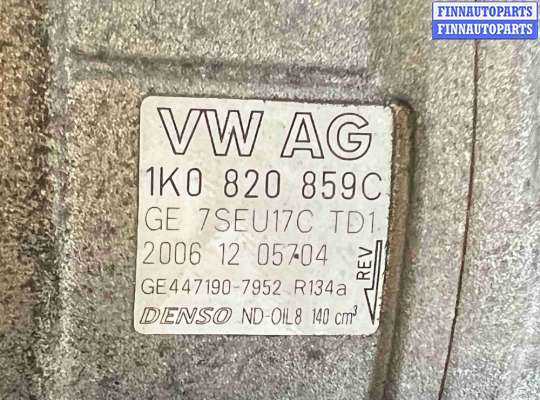 FINNAUTOPARTS
FINNAUTOPARTS
VW AG
1K0 820 859C
GE 7SEU17C TD1
2006 12 05704
REV
GE447190-7952 R134a
DENSO ND-OIL8 140 cm³